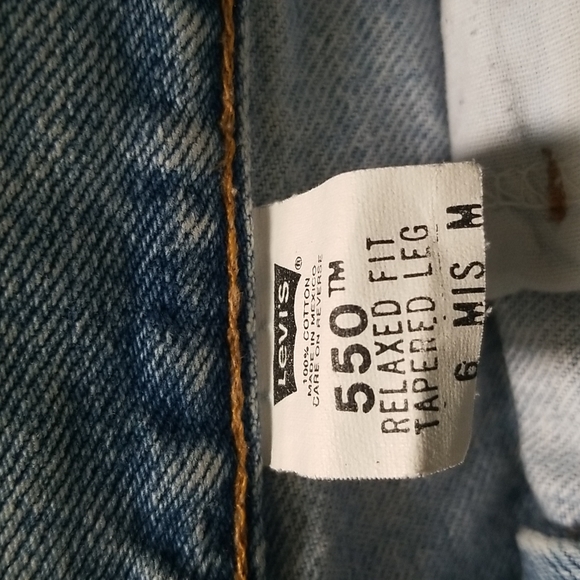 Levi's®
100% COTTON
MADE IN MEXICO
CARE ON REVERSE
550™
RELAXED FIT
TAPERED LEG
6 MIS M